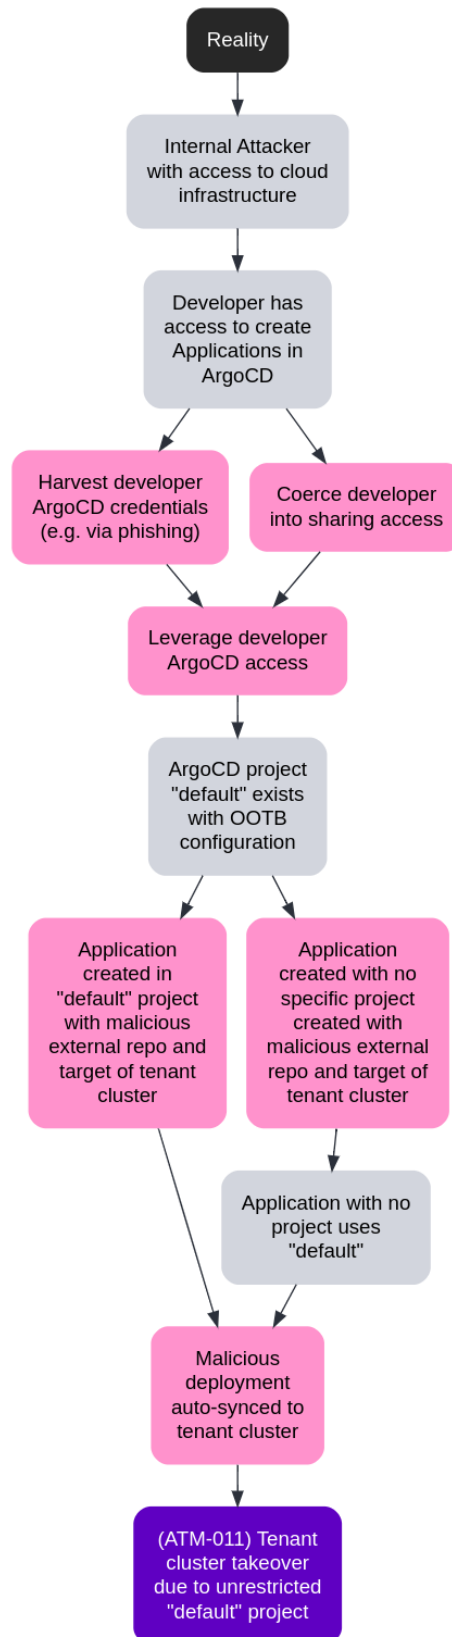 Reality
Internal Attacker
with access to cloud
infrastructure
Developer has
access to create
Applications in
ArgoCD
Harvest developer
ArgoCD credentials
(e.g. via phishing)
Coerce developer
into sharing access
Leverage developer
ArgoCD access
ArgoCD project
"default" exists
with OOTB
configuration
Application
created in
"default" project
with malicious
external repo and
target of tenant
cluster
Application
created with no
specific project
created with
malicious external
repo and target of
tenant cluster
Application with no
project uses
"default"
Malicious
deployment
auto-synced to
tenant cluster
(ATM-011) Tenant
cluster takeover
due to unrestricted
"default" project